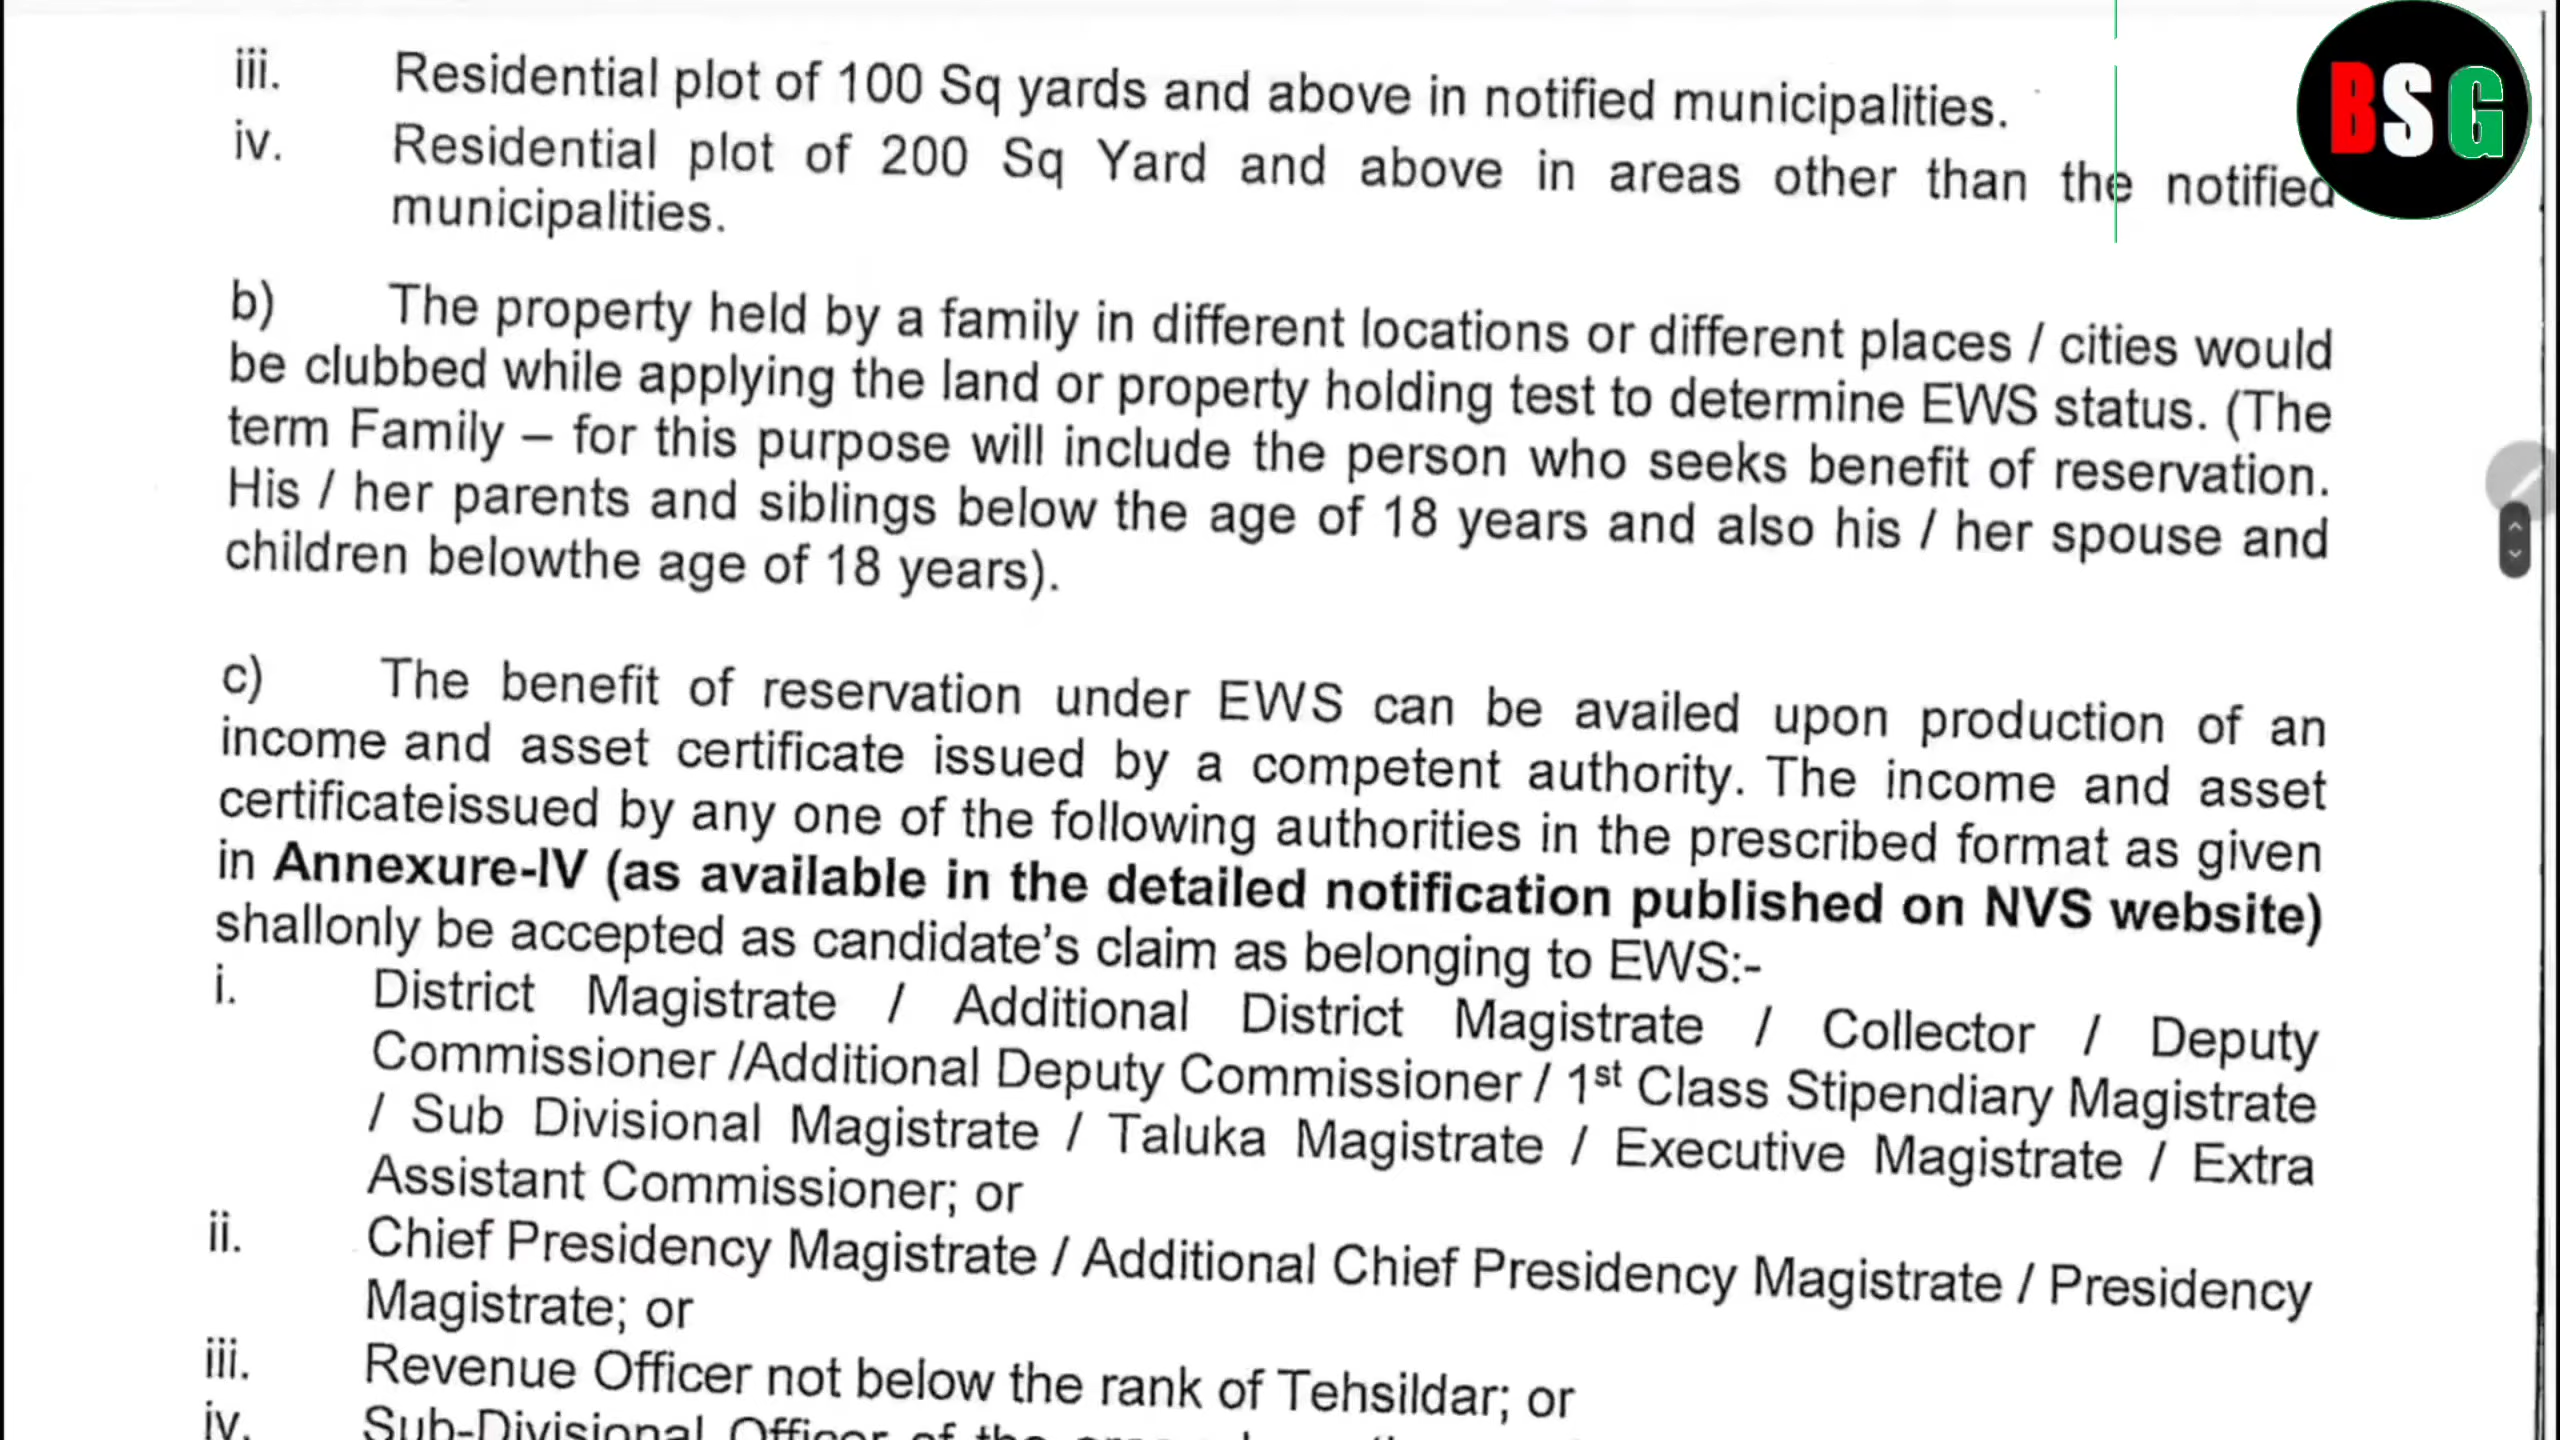 iii. Residential plot of 100 Sq yards and above in notified municipalities.
iv. Residential plot of 200 Sq Yard and above in areas other than the notified
municipalities.
b) The property held by a family in different locations or different places / cities would
be clubbed while applying the land or property holding test to determine EWS status. (The
term Family – for this purpose will include the person who seeks benefit of reservation.
His / her parents and siblings below the age of 18 years and also his / her spouse and
children belowthe age of 18 years).
c) The benefit of reservation under EWS can be availed upon production of an
income and asset certificate issued by a competent authority. The income and asset
certificateissued by any one of the following authorities in the prescribed format as given
in Annexure-IV (as available in the detailed notification published on NVS website)
shallonly be accepted as candidate's claim as belonging to EWS:-
i. District Magistrate / Additional District Magistrate / Collector / Deputy
Commissioner /Additional Deputy Commissioner / 1st Class Stipendiary Magistrate
/ Sub Divisional Magistrate / Taluka Magistrate / Executive Magistrate / Extra
Assistant Commissioner; or
ii. Chief Presidency Magistrate / Additional Chief Presidency Magistrate / Presidency
Magistrate; or
iii. Revenue Officer not below the rank of Tehsildar; or
iv. Sub-Divisional Officer of the area
BSG